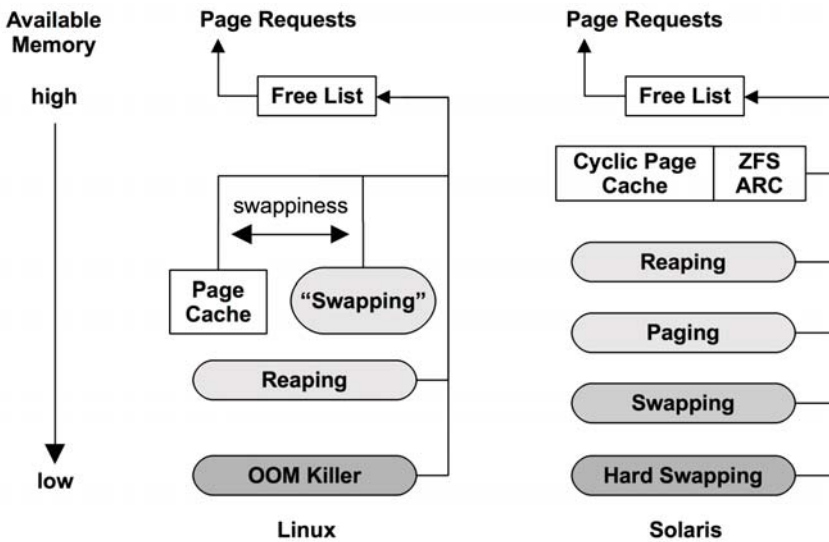 Available
Memory
high
low
Page Requests
Free List
swappiness
Page
Cache
“Swapping”
Reaping
OOM Killer
Linux
Page Requests
Free List
Cyclic Page
Cache
ZFS
ARC
Reaping
Paging
Swapping
Hard Swapping
Solaris